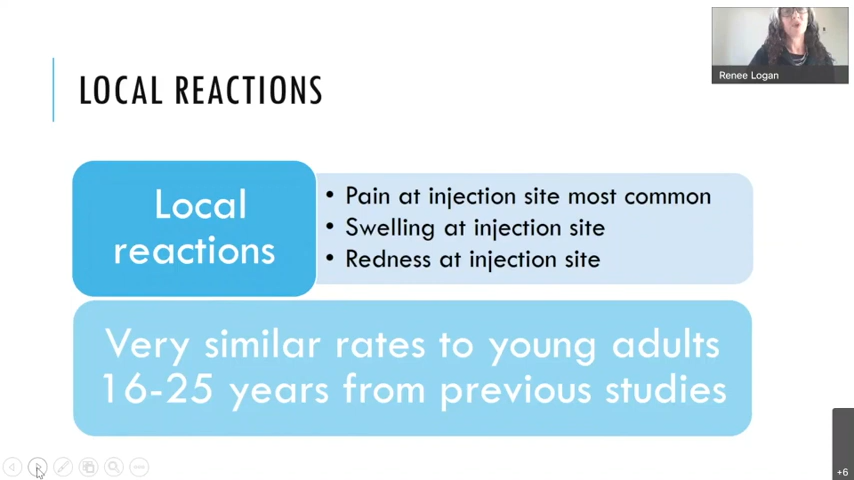 Renee Logan
LOCAL REACTIONS
Local
reactions
• Pain at injection site most common
• Swelling at injection site
• Redness at injection site
Very similar rates to young adults
16-25 years from previous studies
+6